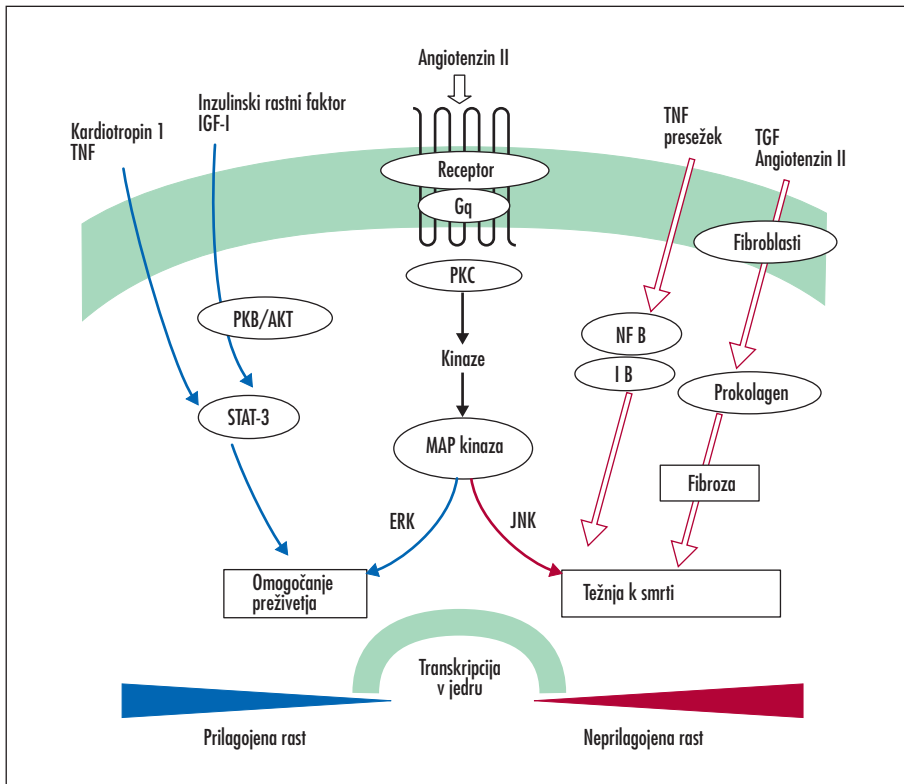 Angiotenzin II
Inzulinski rastni faktor
IGF-I
Kardiotropin 1
TNF
TNF
presežek
TGF
Angiotenzin II
Receptor
Gq
Fibroblasti
PKC
PKB/AKT
NF B
Kinaze
I B
Prokolagen
STAT-3
MAP kinaza
Fibroza
ERK
JNK
Omogočanje
preživetja
Težnja k smrti
Transkripcija
v jedru
Prilagojena rast
Neprilagojena rast